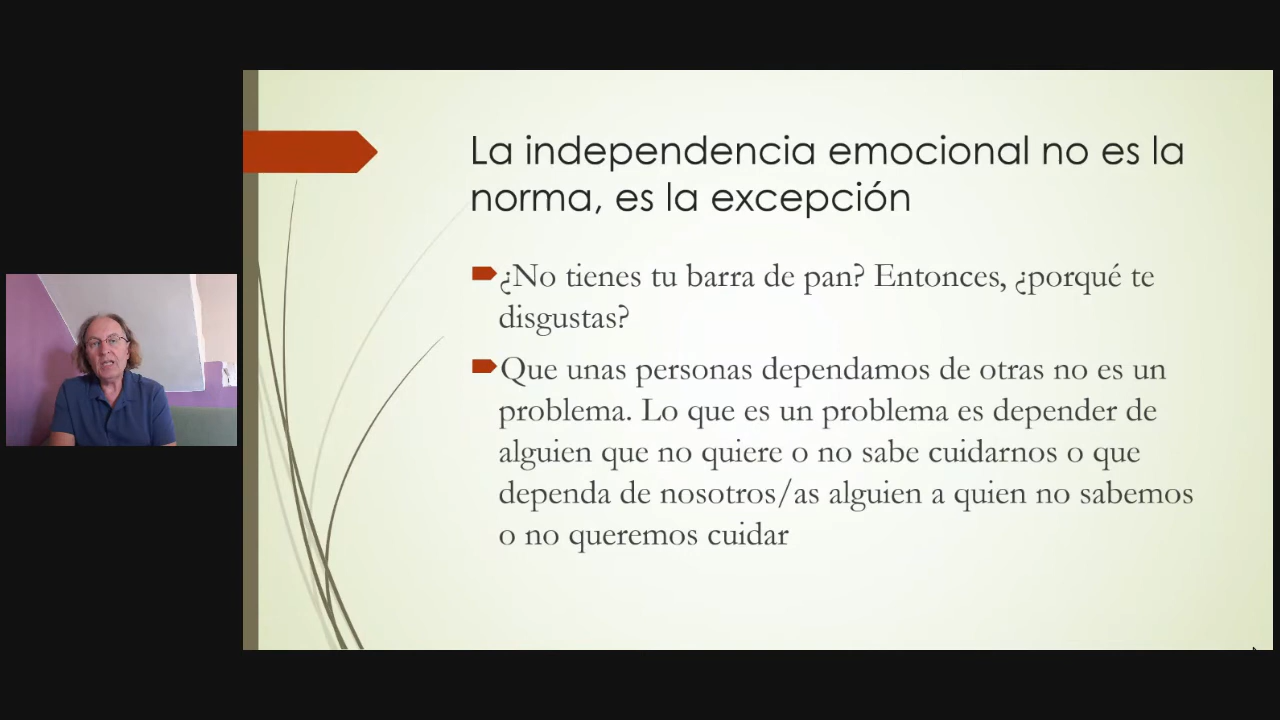 La independencia emocional no es la
norma, es la excepción
¿No tienes tu barra de pan? Entonces, ¿porqué te
disgustas?
Que unas personas dependamos de otras no es un
problema. Lo que es un problema es depender de
alguien que no quiere o no sabe cuidarnos o que
dependa de nosotros/as alguien a quien no sabemos
o no queremos cuidar